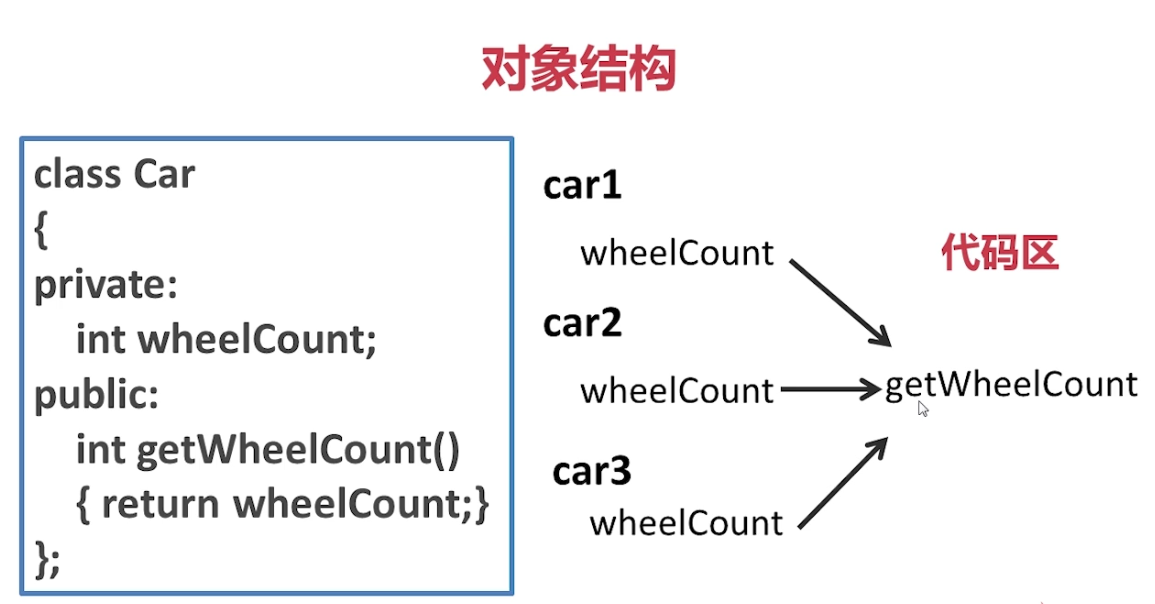 对象结构
class Car
{
private:
int wheelCount;
public:
int getWheelCount()
{ return wheelCount;}
};
car1
wheelCount
car2
wheelCount
car3
wheelCount
代码区
getWheelCount